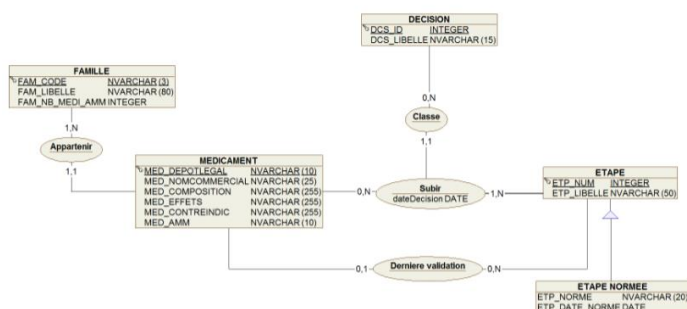 DECISION
DCS_ID INTEGER
DCS_LIBELLE NVARCHAR (15)
FAMILLE
FAM_CODE NVARCHAR (3)
FAM_LIBELLE NVARCHAR (80)
FAM_NB_MEDI_AMM INTEGER
0,N
Classe
1,N
Appartenir
1,1
1,1
MEDICAMENT
MED_DEPOTLEGAL NVARCHAR (10)
MED_NOMCOMMERCIAL NVARCHAR (25)
MED_COMPOSITION NVARCHAR (255)
MED_EFFETS NVARCHAR (255)
MED_CONTREINDIC NVARCHAR (255)
MED_AMM NVARCHAR (10)
0,N
Subir
dateDecision DATE
1,N
ETAPE
ETP_NUM INTEGER
ETP_LIBELLE NVARCHAR (50)
0,1
Derniere validation
0,N
ETAPE NORMEE
ETP_NORME NVARCHAR (20)
ETP_DATE_NORME DATE